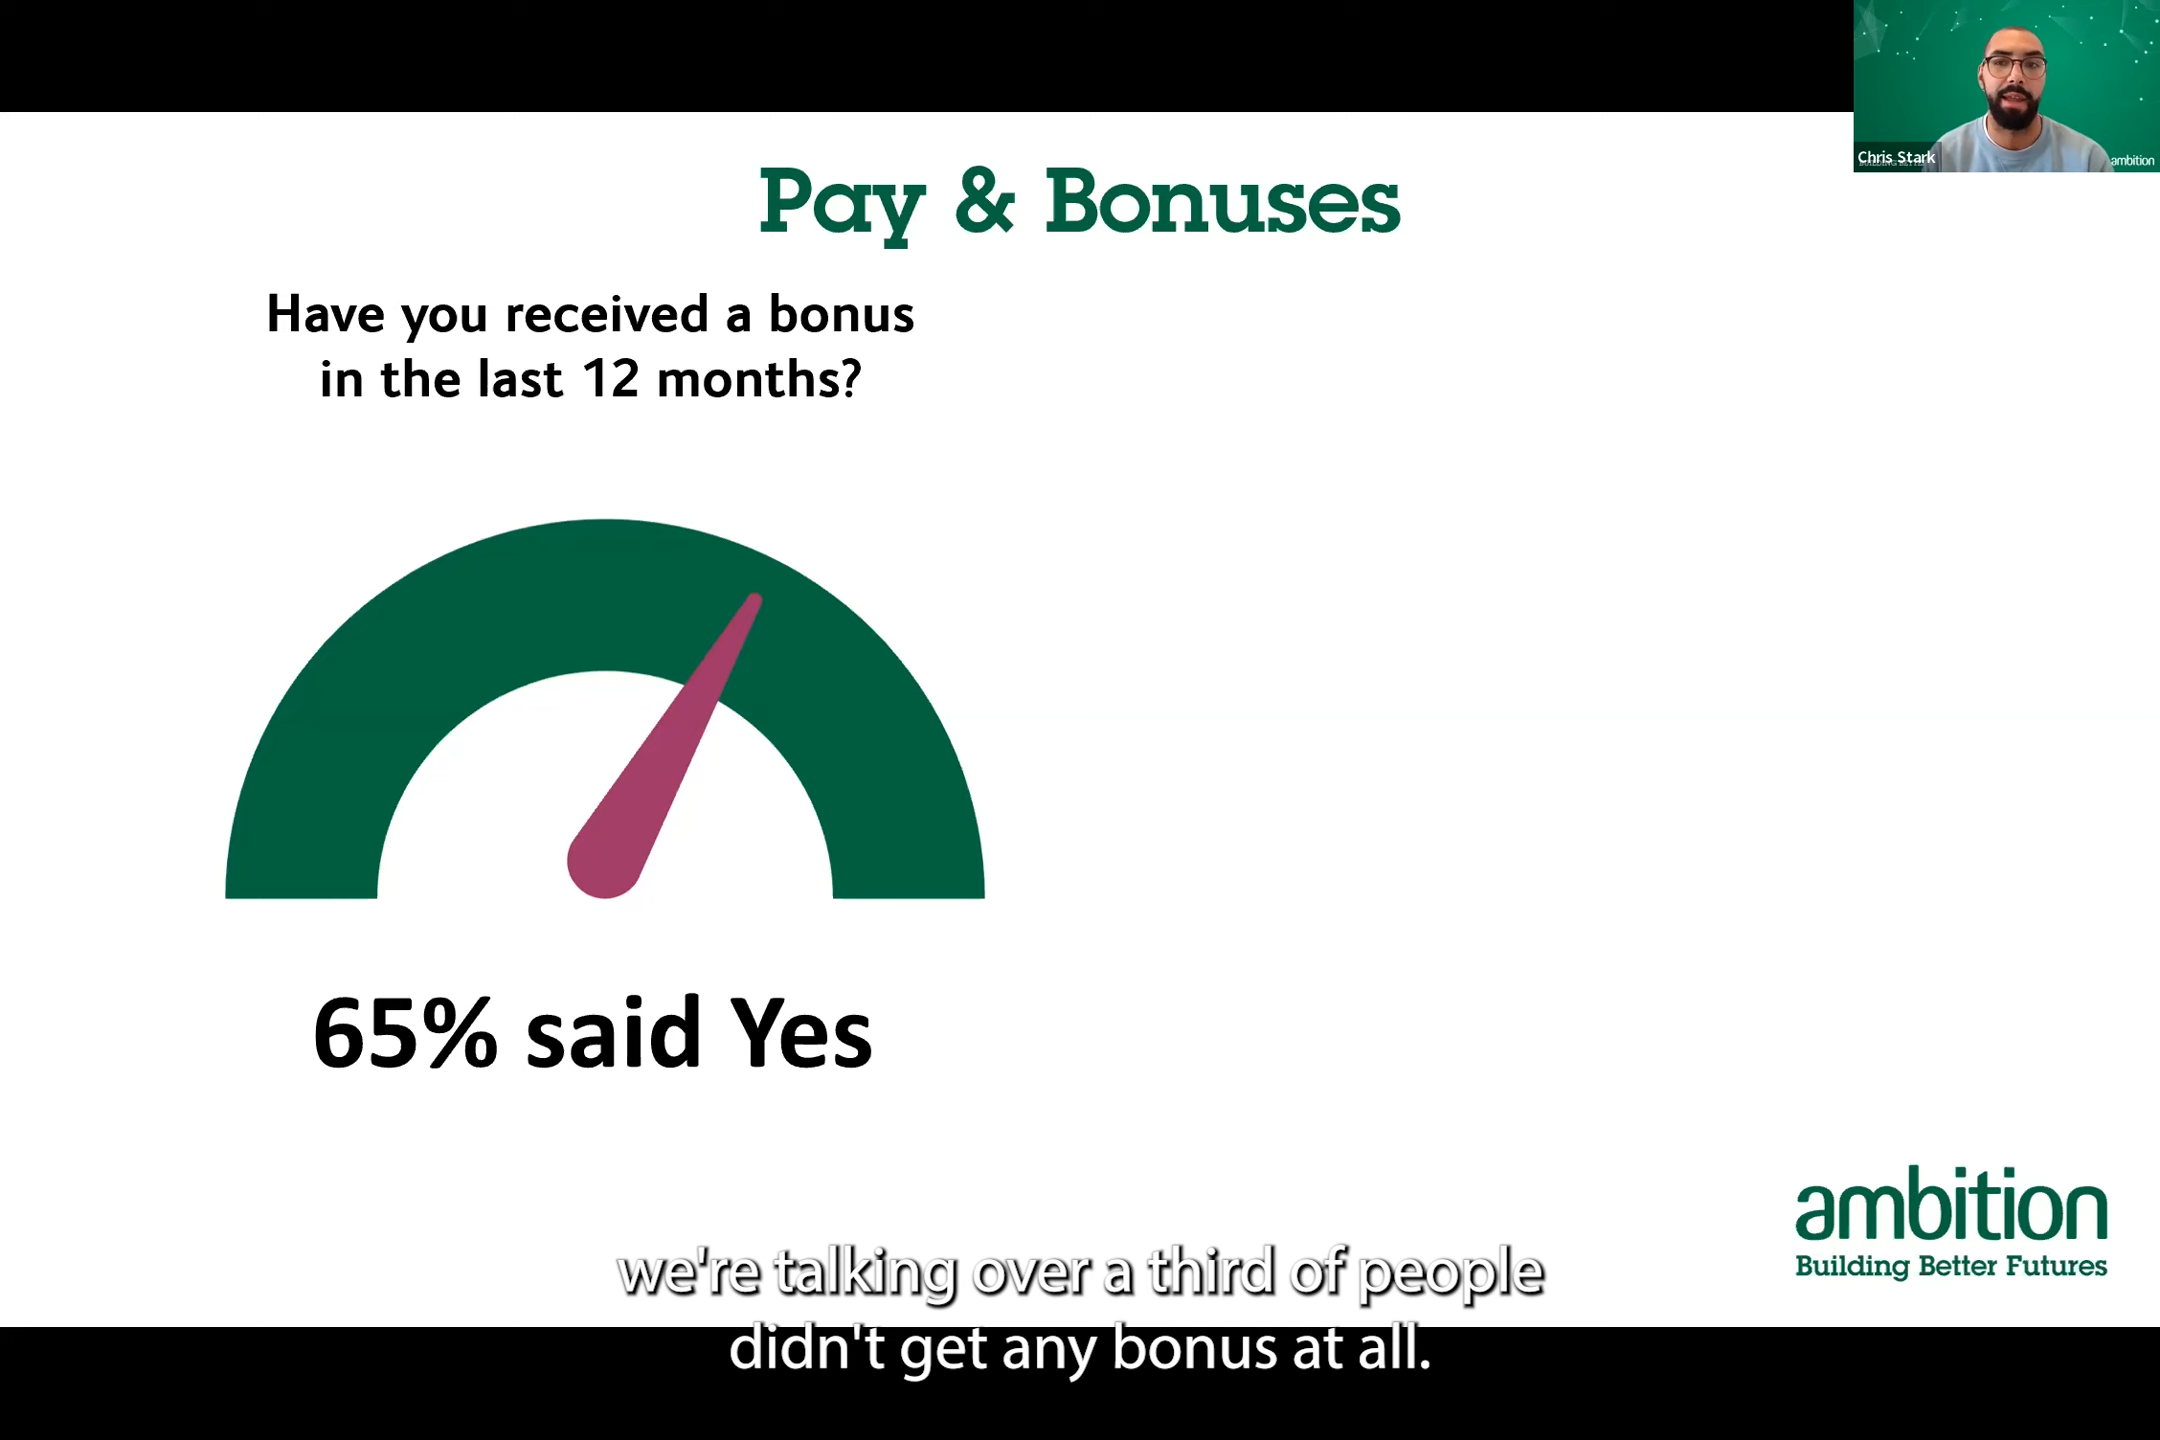 Chris Stark
ambition
Pay & Bonuses
Have you received a bonus
in the last 12 months?
65% said Yes
ambition
Building Better Futures
we're talking over a third of people
didn't get any bonus at all.